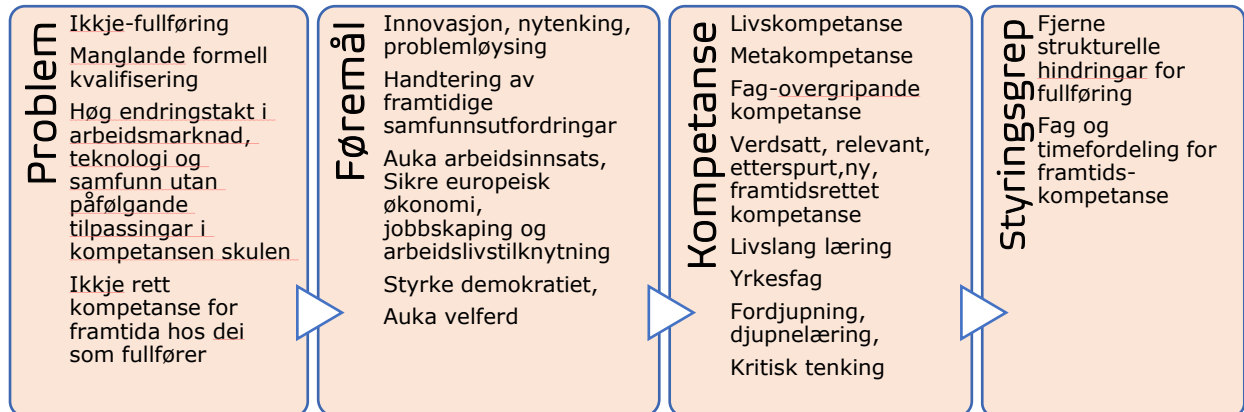 Problem
Ikkje-fullføring
Manglande formell
kvalifisering
Høg endringstakt i
arbeidsmarknad,
teknologi og
samfunn utan
påfølgande
tilpassingar i
kompetansen skulen
Ikkje rett
kompetanse for
framtida hos dei
som fullfører
Føremål
Innovasjon, nytenking,
problemløysing
Handtering av
framtidige
samfunnsutfordringar
Auka arbeidsinnsats,
Sikre europeisk
økonomi,
jobbskaping og
arbeidslivstilknytning
Styrke demokratiet,
Auka velferd
Kompetanse
Livskompetanse
Metakompetanse
Fag-overgripande
kompetanse
Verdsatt, relevant,
etterspurt,ny,
framtidsrettet
kompetanse
Livslang læring
Yrkesfag
Fordjupning,
djupnelæring,
Kritisk tenking
Styringsgrep
Fjerne
strukturelle
hindringar for
fullføring
Fag og
timefordeling for
framtids-
kompetanse